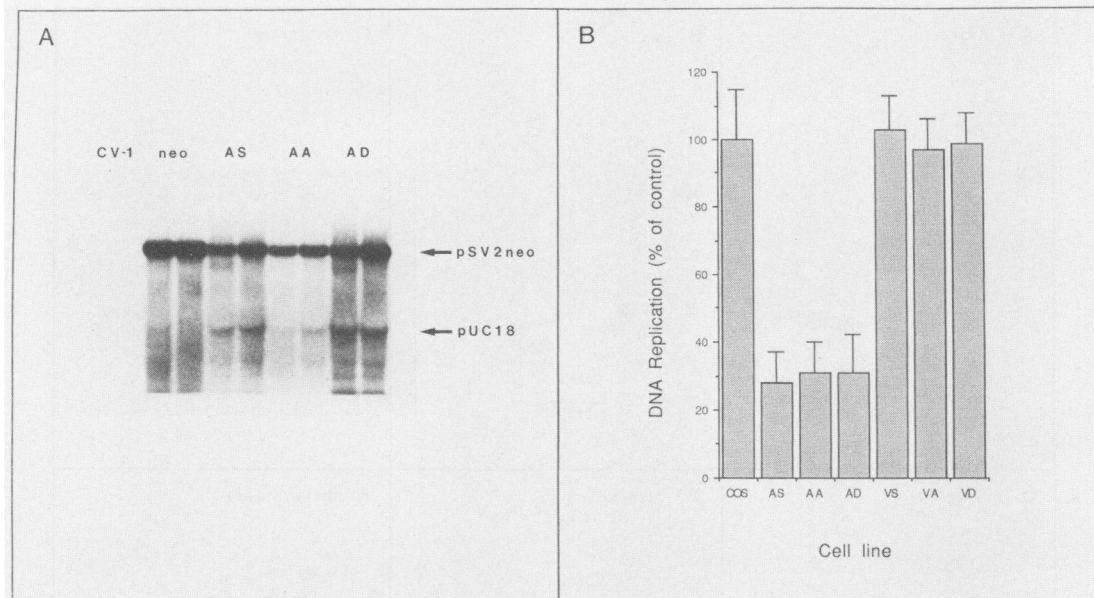 A
CV-1 neo AS AA AD
pSV2neo
pUC18
B
DNA Replication (% of control)
120
100
80
60
40
20
0
COS AS AA AD VS VA VD
Cell line